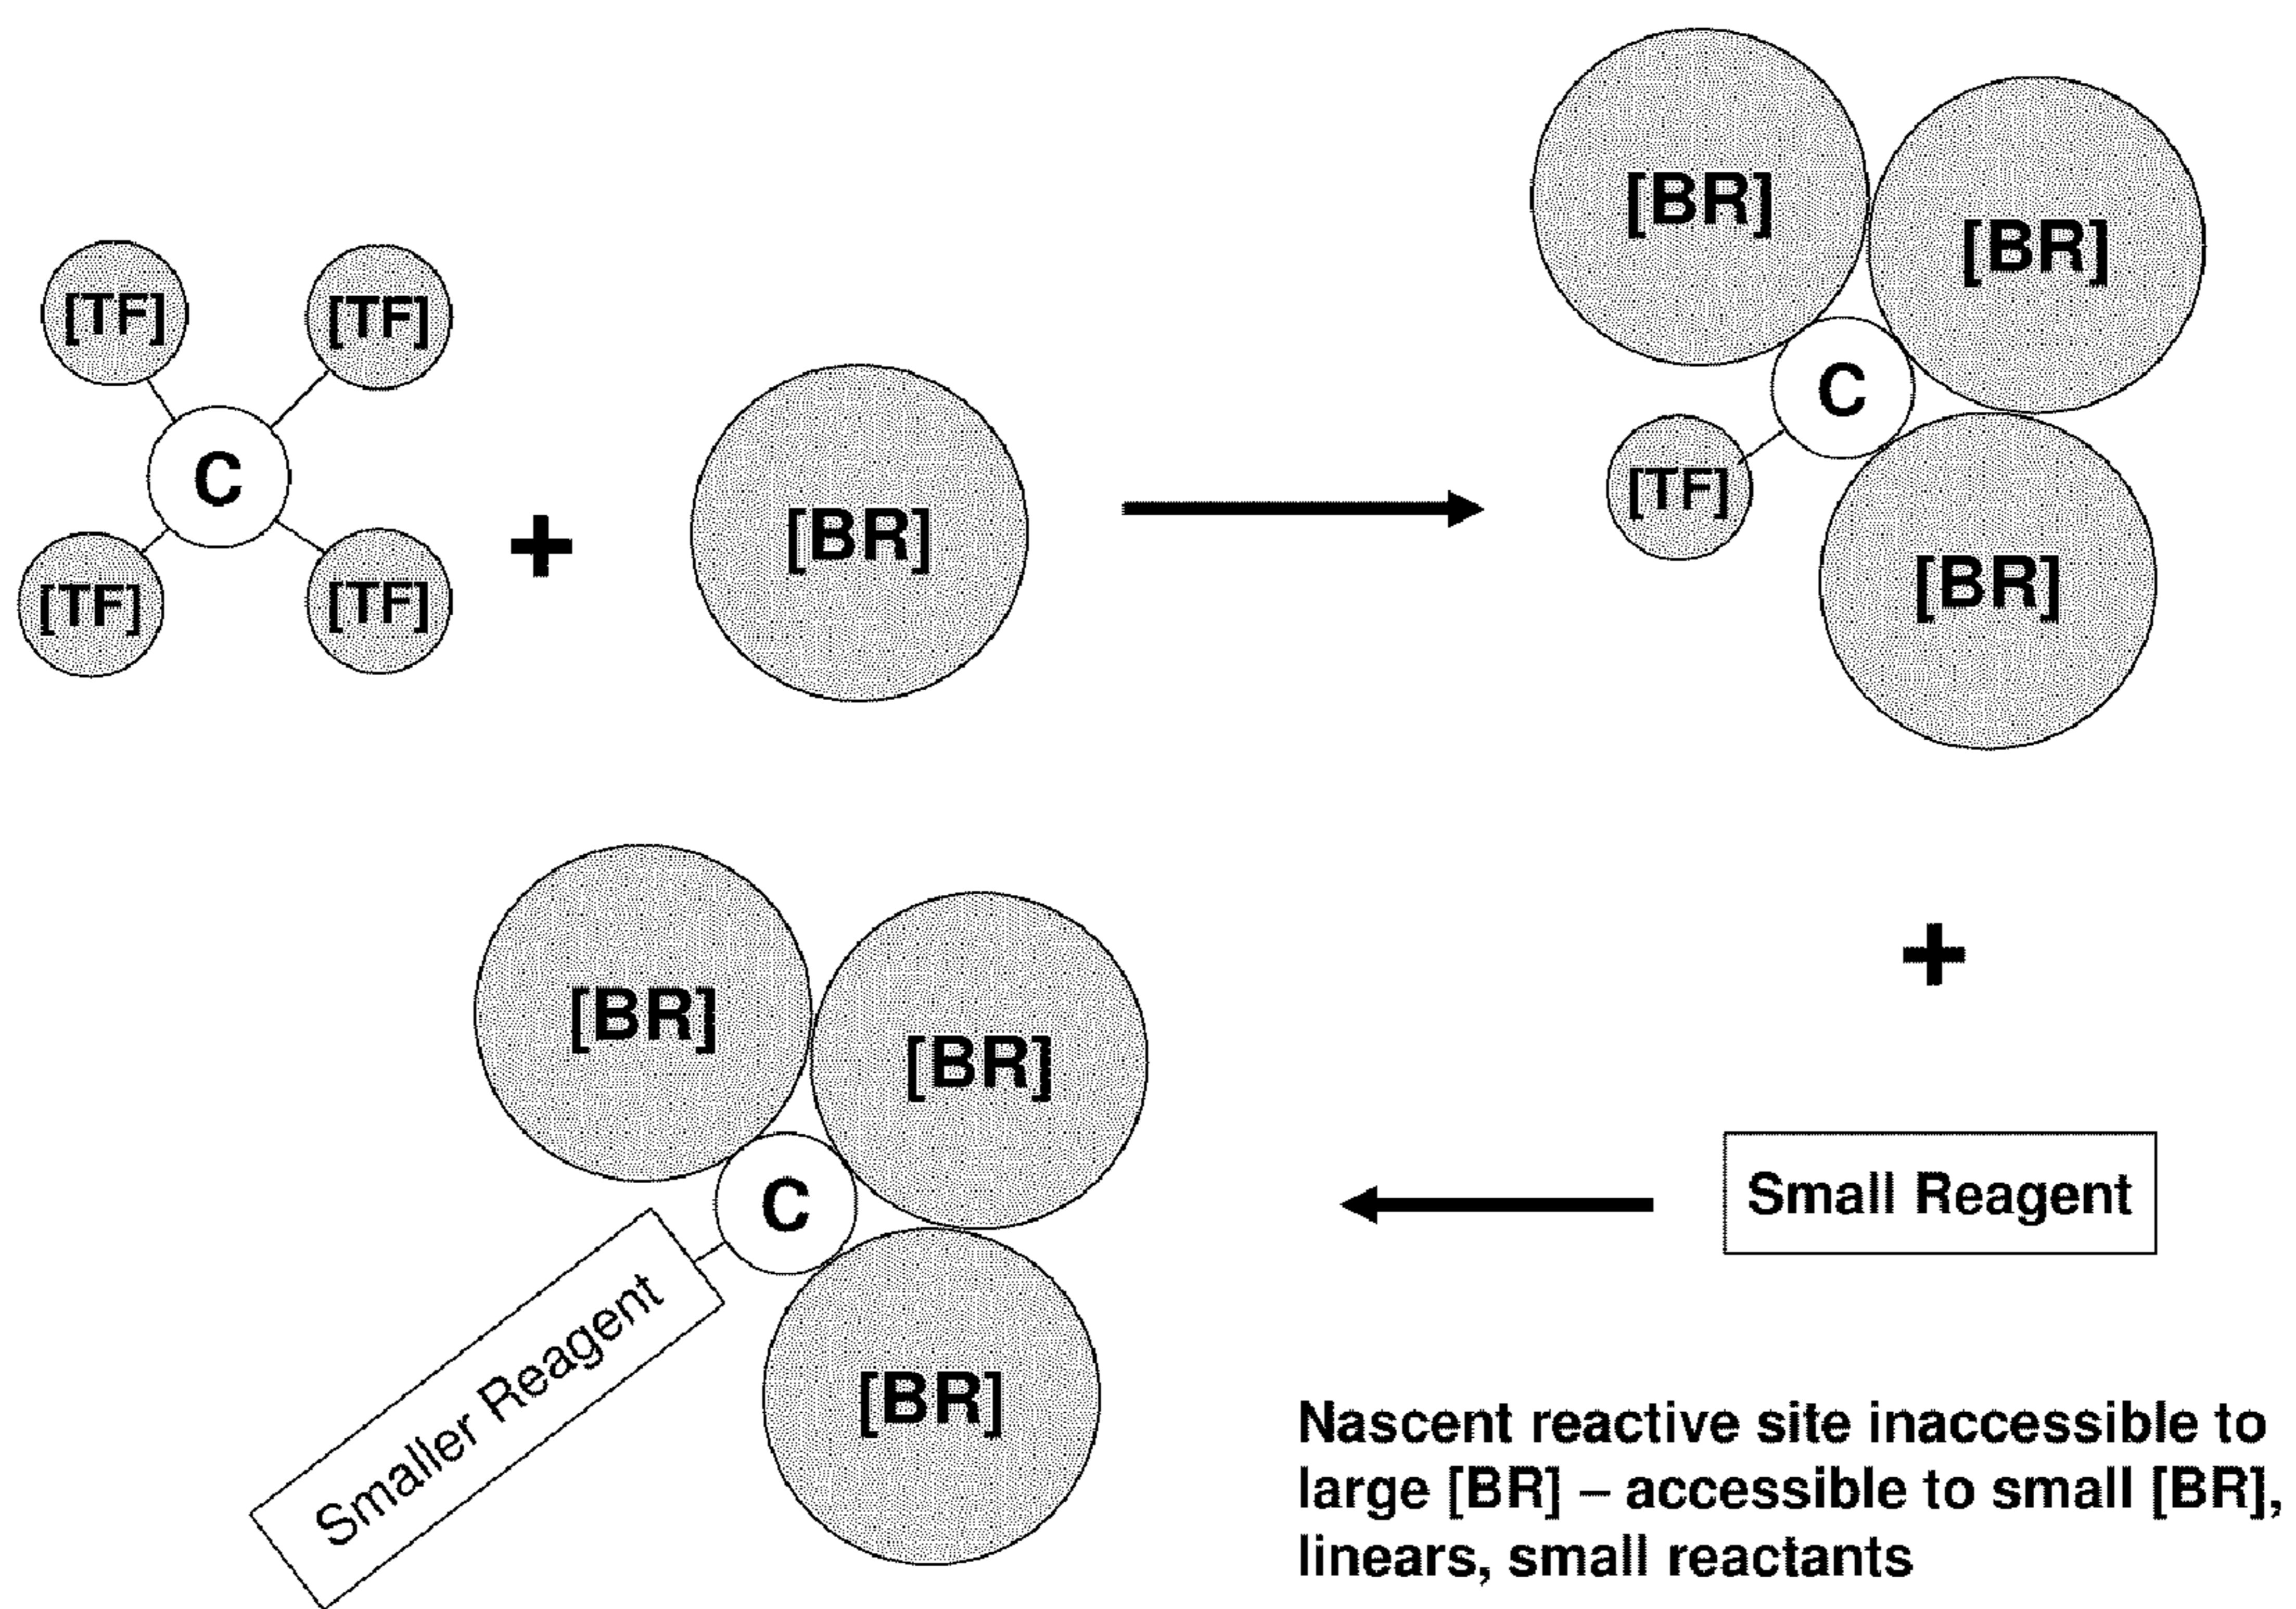 [TF]
[TF]
C
[TF]
[TF]
+
[BR]
[BR]
[BR]
C
[TF]
[BR]
+
Small Reagent
[BR]
[BR]
C
Smaller Reagent
[BR]
Nascent reactive site inaccessible to
large [BR] – accessible to small [BR],
linears, small reactants